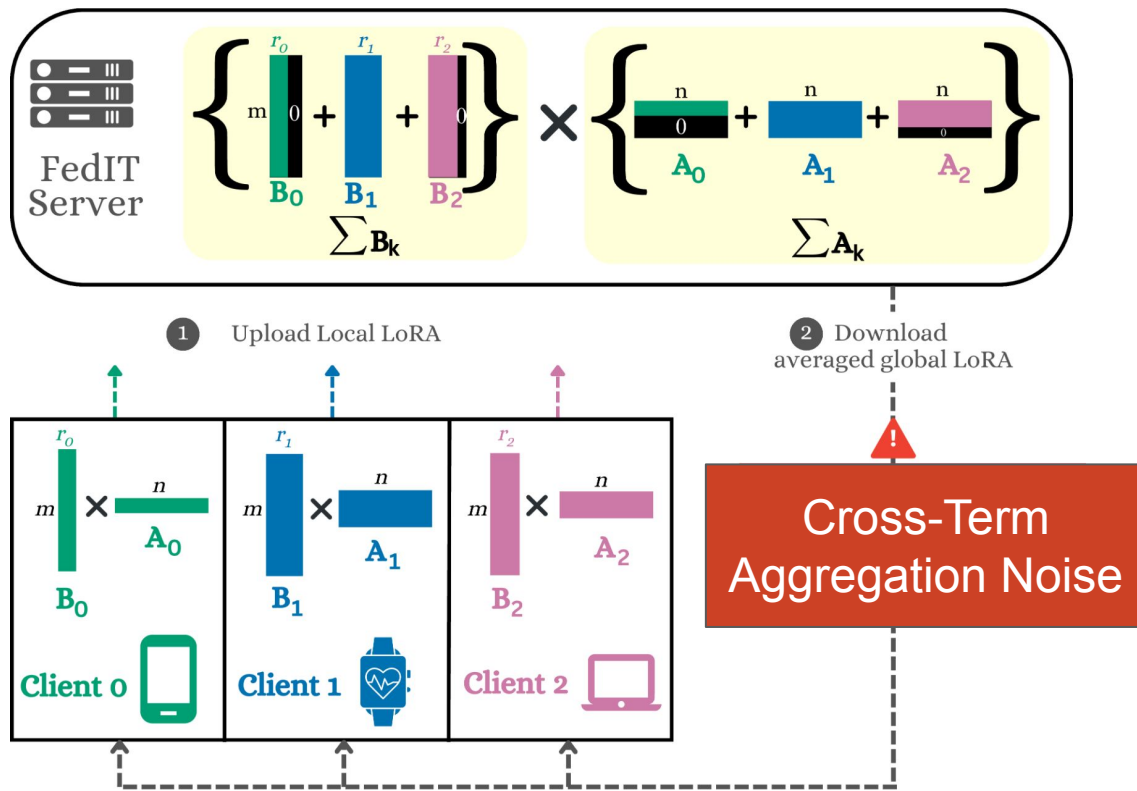 r₀ r₁ r₂
m 0 + + 0 × n + n + n
0 0
B₀ B₁ B₂ A₀ A₁ A₂
∑Bₖ ∑Aₖ
FedIT
Server
1 Upload Local LoRA
2 Download
averaged global LoRA
!
r₀
m × n
A₀
B₀
Client 0
r₁
m × n
A₁
B₁
Client 1
r₂
m × n
A₂
B₂
Client 2
Cross-Term
Aggregation Noise